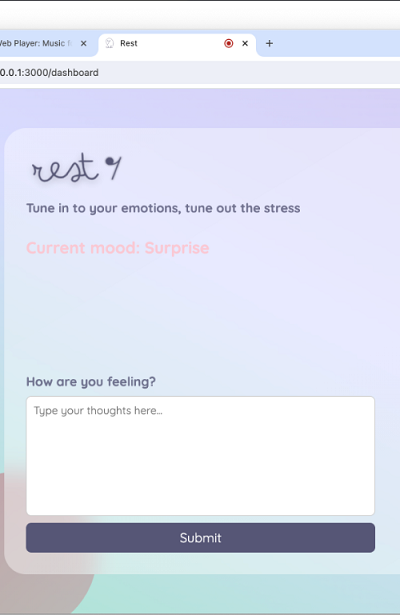 Web Player: Music f
Rest
0.0.1:3000/dashboard
rest
Tune in to your emotions, tune out the stress
Current mood: Surprise
How are you feeling?
Type your thoughts here...
Submit